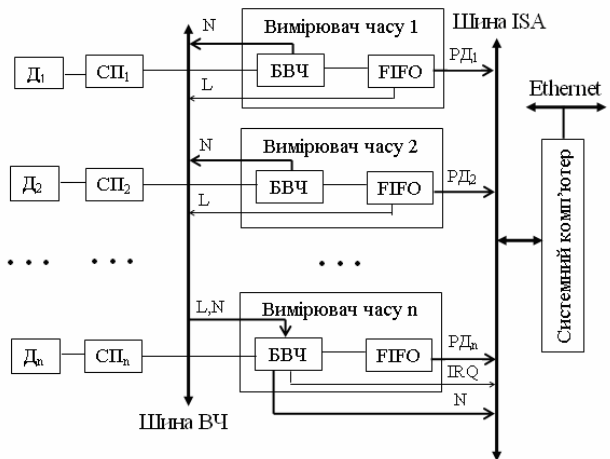 Шина ISA
N
Вимірювач часу 1
Д₁
СП₁
БВЧ
FIFO
РД₁
L
Ethernet
N
Вимірювач часу 2
Д₂
СП₂
БВЧ
FIFO
РД₂
L
Системний комп'ютер
• • •
• • •
• • •
L,N
Вимірювач часу n
Дₙ
СПₙ
БВЧ
FIFO
РДₙ
IRQ
N
Шина ВЧ